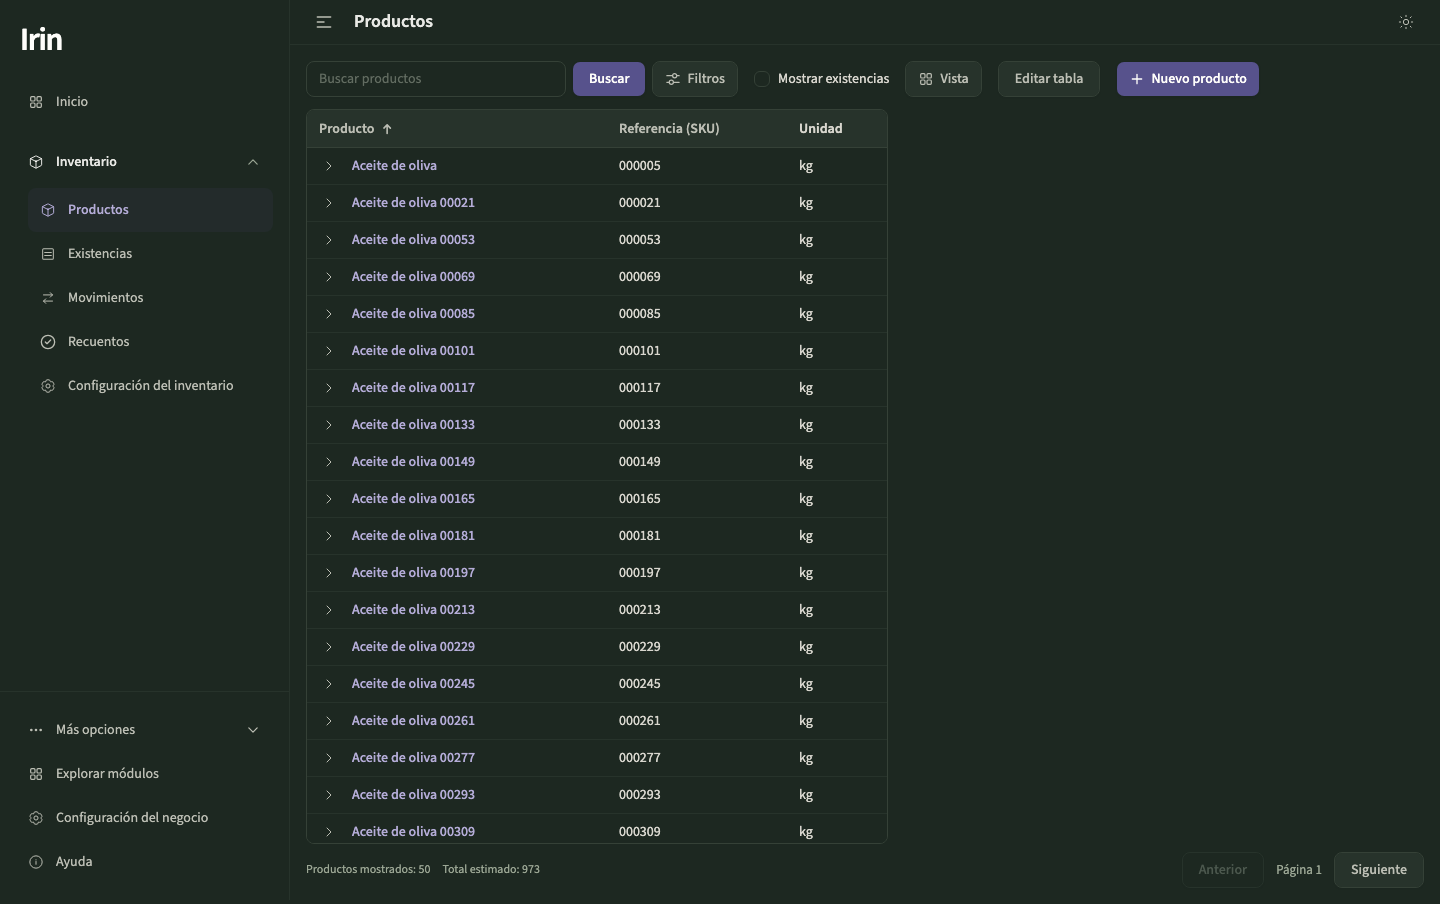 Irin
Inicio
Inventario
Productos
Existencias
Movimientos
Recuentos
Configuración del inventario
Más opciones
Explorar módulos
Configuración del negocio
Ayuda
Productos
Buscar productos Buscar Filtros Mostrar existencias Vista Editar tabla Nuevo producto
Producto Referencia (SKU) Unidad
Aceite de oliva 000005 kg
Aceite de oliva 00021 000021 kg
Aceite de oliva 00053 000053 kg
Aceite de oliva 00069 000069 kg
Aceite de oliva 00085 000085 kg
Aceite de oliva 00101 000101 kg
Aceite de oliva 00117 000117 kg
Aceite de oliva 00133 000133 kg
Aceite de oliva 00149 000149 kg
Aceite de oliva 00165 000165 kg
Aceite de oliva 00181 000181 kg
Aceite de oliva 00197 000197 kg
Aceite de oliva 00213 000213 kg
Aceite de oliva 00229 000229 kg
Aceite de oliva 00245 000245 kg
Aceite de oliva 00261 000261 kg
Aceite de oliva 00277 000277 kg
Aceite de oliva 00293 000293 kg
Aceite de oliva 00309 000309 kg
Productos mostrados: 50 Total estimado: 973 Anterior Página 1 Siguiente